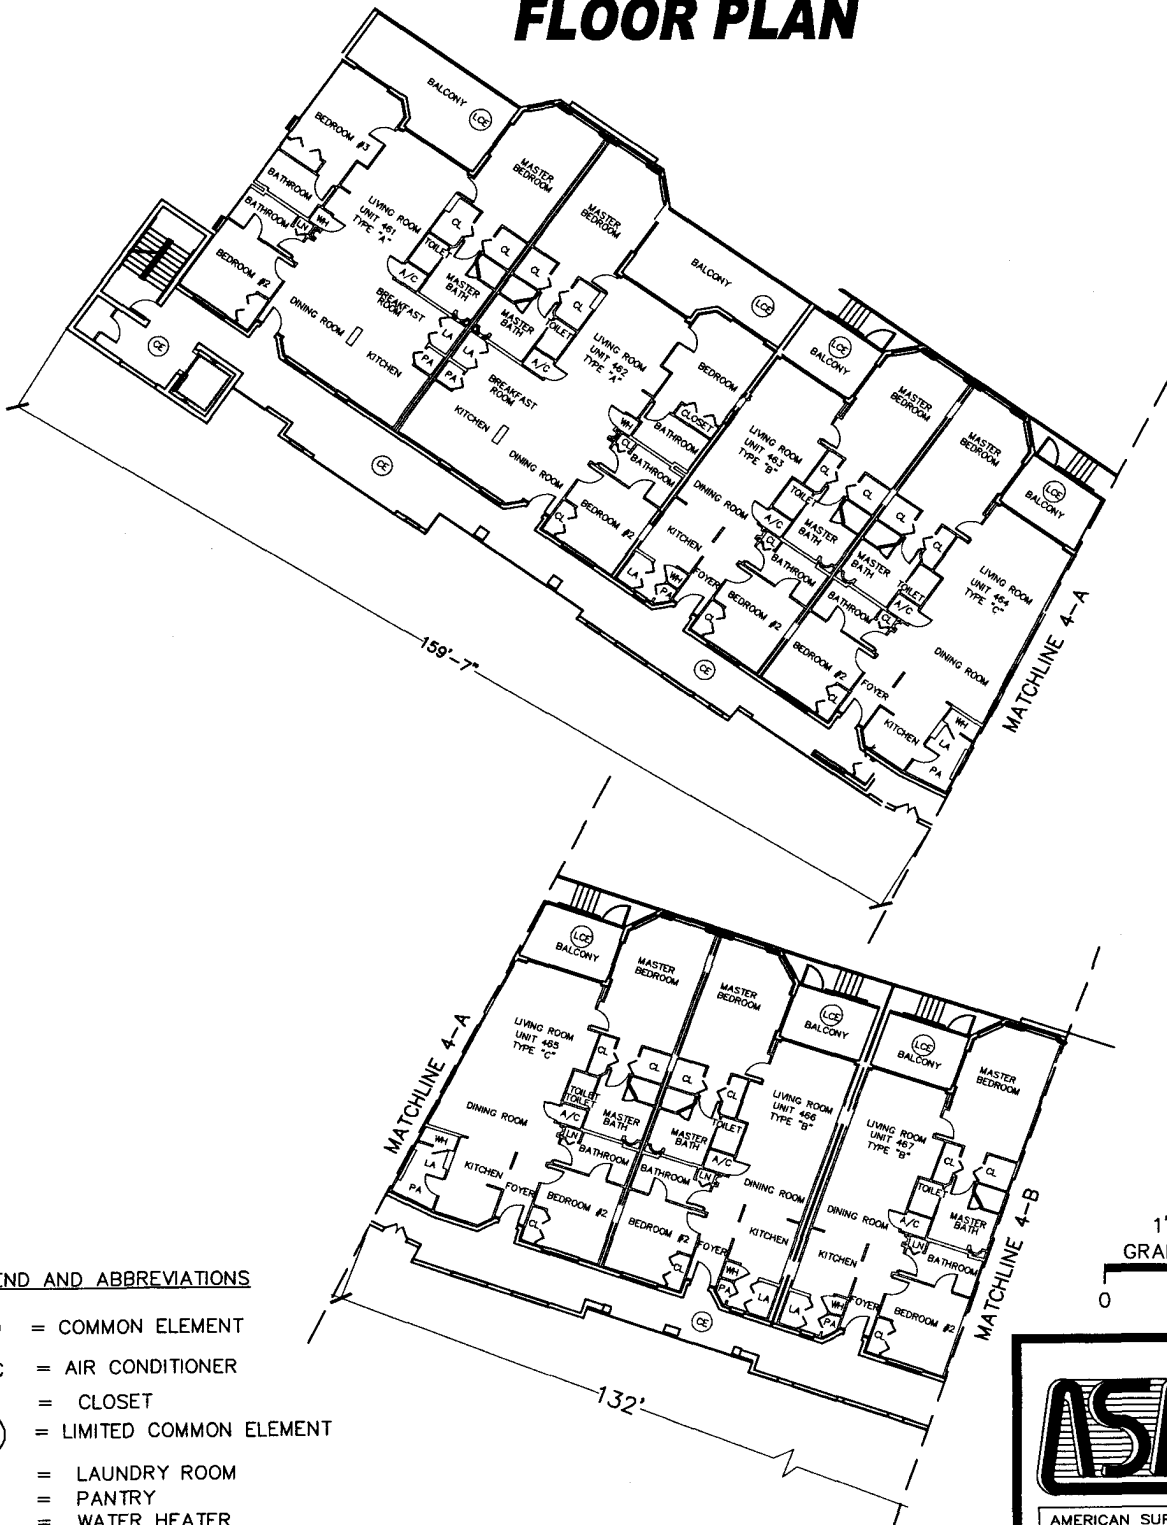 FLOOR PLAN
BALCONY
LCE
BEDROOM #3
BATHROOM
BATHROOM
LN
WH
LIVING ROOM
UNIT 461
TYPE "A"
MASTER
BEDROOM
CL
TOILET
CL
A/C
MASTER
BATH
BEDROOM #2
DINING ROOM
BREAKFAST
ROOM
KITCHEN
LA
PA
CE
CE
MASTER
BEDROOM
CL
CL
MASTER
BATH
TOILET
A/C
LA
PA
BREAKFAST
ROOM
KITCHEN
DINING ROOM
LIVING ROOM
UNIT 462
TYPE "A"
BALCONY
LCE
BEDROOM
CLOSET
WH
CL
BATHROOM
BATHROOM
BEDROOM #2
CL
LCE
BALCONY
MASTER
BEDROOM
LIVING ROOM
UNIT 463
TYPE "B"
CL
CL
TOILET
A/C
MASTER
BATH
CL
BATHROOM
DINING ROOM
KITCHEN
LA
WH
PA
FOYER
BEDROOM #2
CL
CE
MASTER
BEDROOM
LCE
BALCONY
CL
CL
MASTER
BATH
TOILET
A/C
CL
BATHROOM
LIVING ROOM
UNIT 464
TYPE "C"
DINING ROOM
BEDROOM #2
CL
FOYER
KITCHEN
WH
LA
PA
MATCHLINE 4-A
159'-7"
LCE
BALCONY
MASTER
BEDROOM
LIVING ROOM
UNIT 465
TYPE "C"
CL
CL
TOILET
TOILET
A/C
MASTER
BATH
LN
BATHROOM
DINING ROOM
WH
LA
PA
KITCHEN
FOYER
BEDROOM #2
CL
MATCHLINE 4-A
MASTER
BEDROOM
LCE
BALCONY
CL
CL
LIVING ROOM
UNIT 466
TYPE "B"
MASTER
BATH
TOILET
A/C
LN
BATHROOM
DINING ROOM
BEDROOM #2
CL
FOYER
KITCHEN
WH
PA
LA
CE
LCE
BALCONY
MASTER
BEDROOM
LIVING ROOM
UNIT 467
TYPE "B"
CL
CL
TOILET
A/C
MASTER
BATH
LN
BATHROOM
DINING ROOM
KITCHEN
LA
WH
PA
FOYER
BEDROOM #2
CL
MATCHLINE 4-B
132'
1"
GRA
0
END AND ABBREVIATIONS
= COMMON ELEMENT
C = AIR CONDITIONER
= CLOSET
= LIMITED COMMON ELEMENT
= LAUNDRY ROOM
= PANTRY
= WATER HEATER
AS
AMERICAN SUR